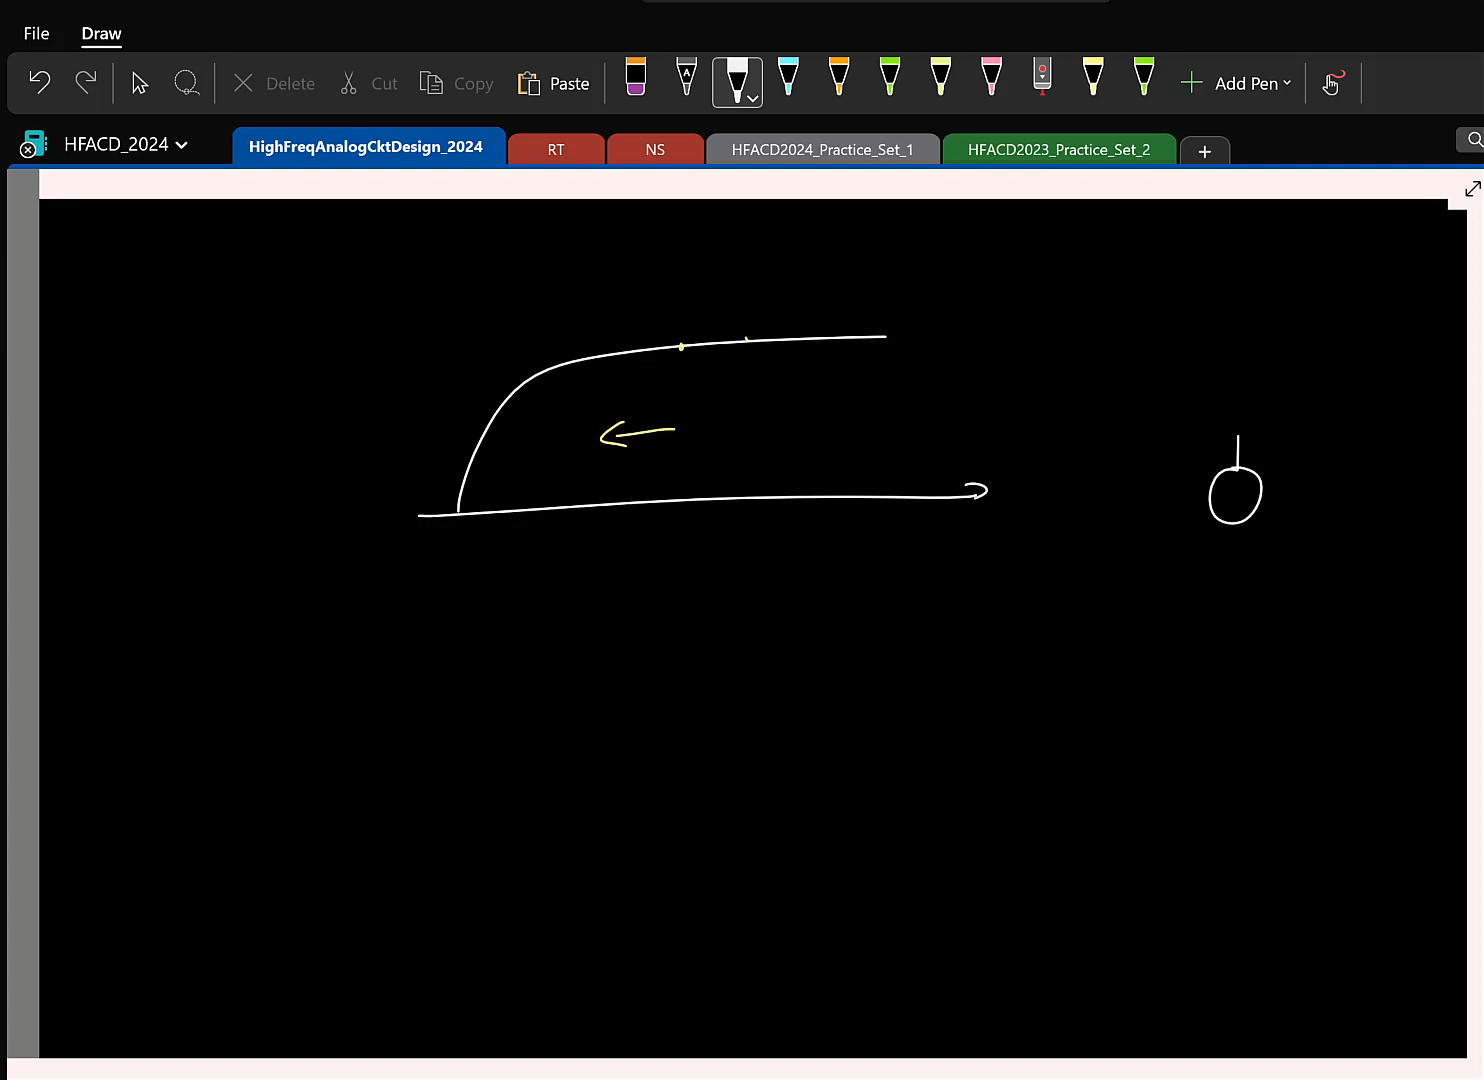 File Draw
Delete Cut Copy Paste A Add Pen
HFACD_2024 HighFreqAnalogCktDesign_2024 RT NS HFACD2024_Practice_Set_1 HFACD2023_Practice_Set_2 +